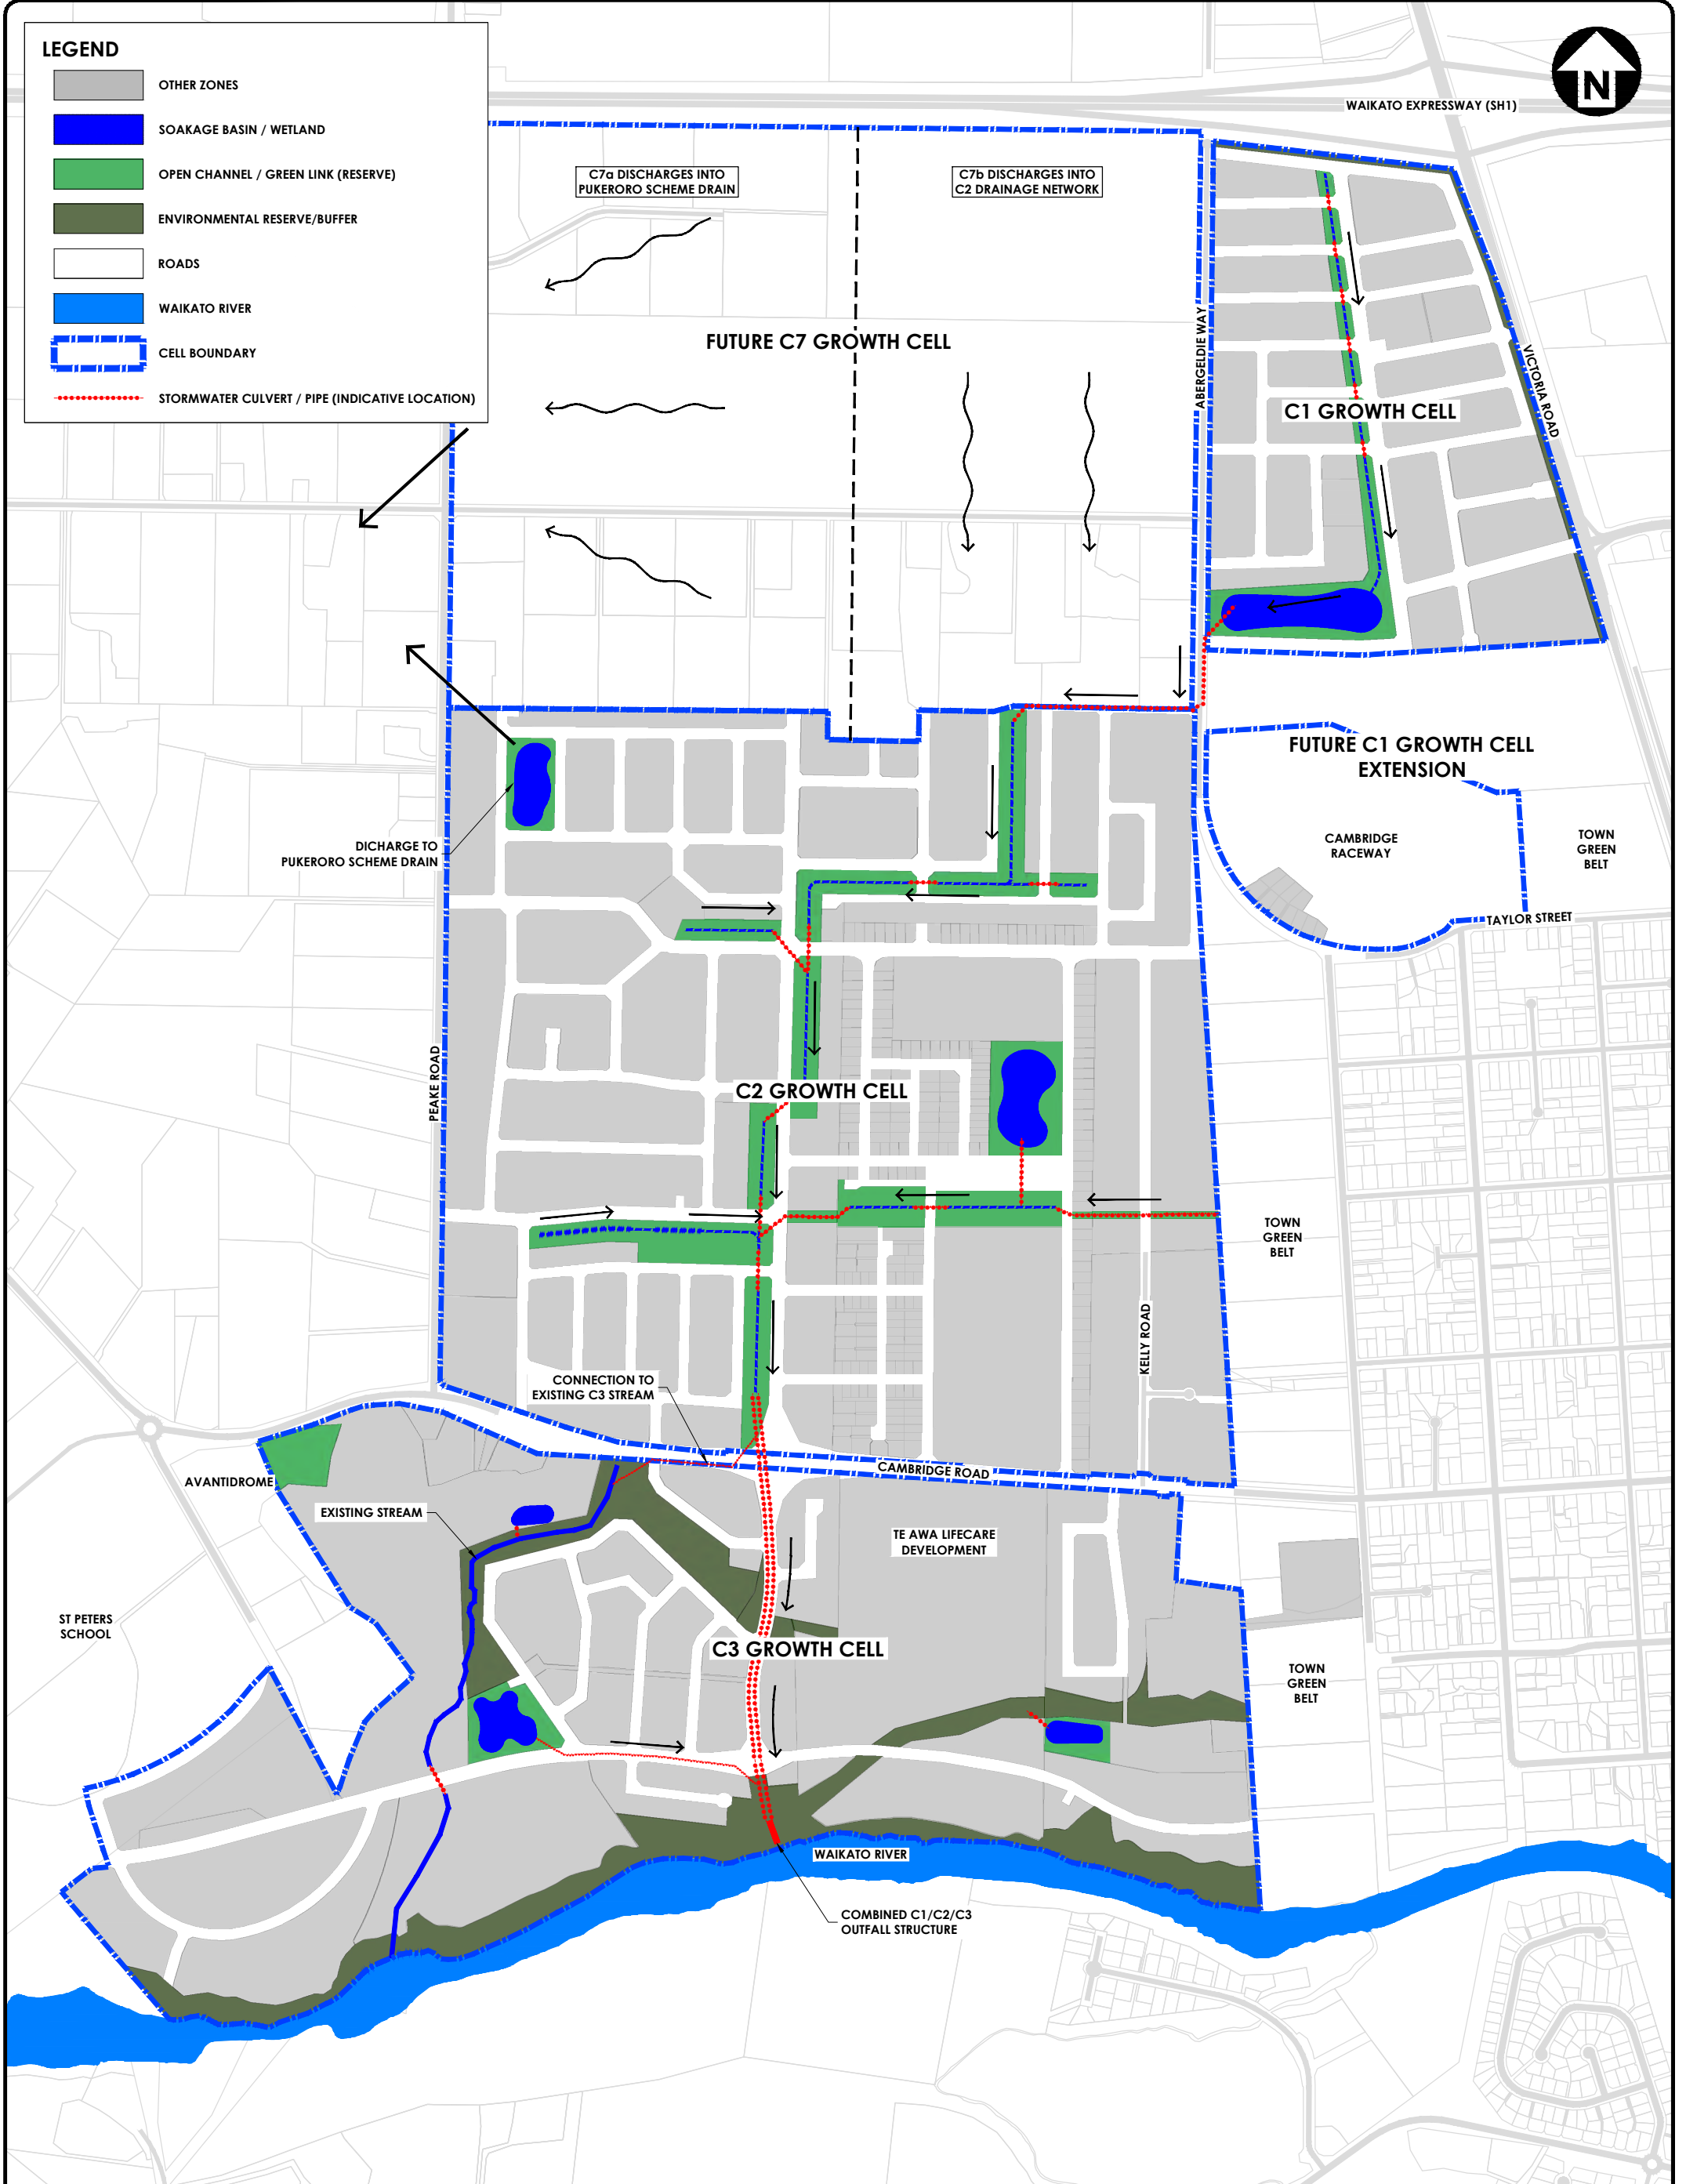 LEGEND
OTHER ZONES
SOAKAGE BASIN / WETLAND
OPEN CHANNEL / GREEN LINK (RESERVE)
ENVIRONMENTAL RESERVE/BUFFER
ROADS
WAIKATO RIVER
CELL BOUNDARY
STORMWATER CULVERT / PIPE (INDICATIVE LOCATION)
N
WAIKATO EXPRESSWAY (SH1)
C7a DISCHARGES INTO
PUKERORO SCHEME DRAIN
C7b DISCHARGES INTO
C2 DRAINAGE NETWORK
FUTURE C7 GROWTH CELL
ABERGELDIE WAY
VICTORIA ROAD
C1 GROWTH CELL
FUTURE C1 GROWTH CELL
EXTENSION
CAMBRIDGE
RACEWAY
TOWN
GREEN
BELT
TAYLOR STREET
DICHARGE TO
PUKERORO SCHEME DRAIN
PEAKE ROAD
C2 GROWTH CELL
TOWN
GREEN
BELT
KELLY ROAD
CONNECTION TO
EXISTING C3 STREAM
CAMBRIDGE ROAD
AVANTIDROME
EXISTING STREAM
TE AWA LIFECARE
DEVELOPMENT
ST PETERS
SCHOOL
C3 GROWTH CELL
TOWN
GREEN
BELT
WAIKATO RIVER
COMBINED C1/C2/C3
OUTFALL STRUCTURE